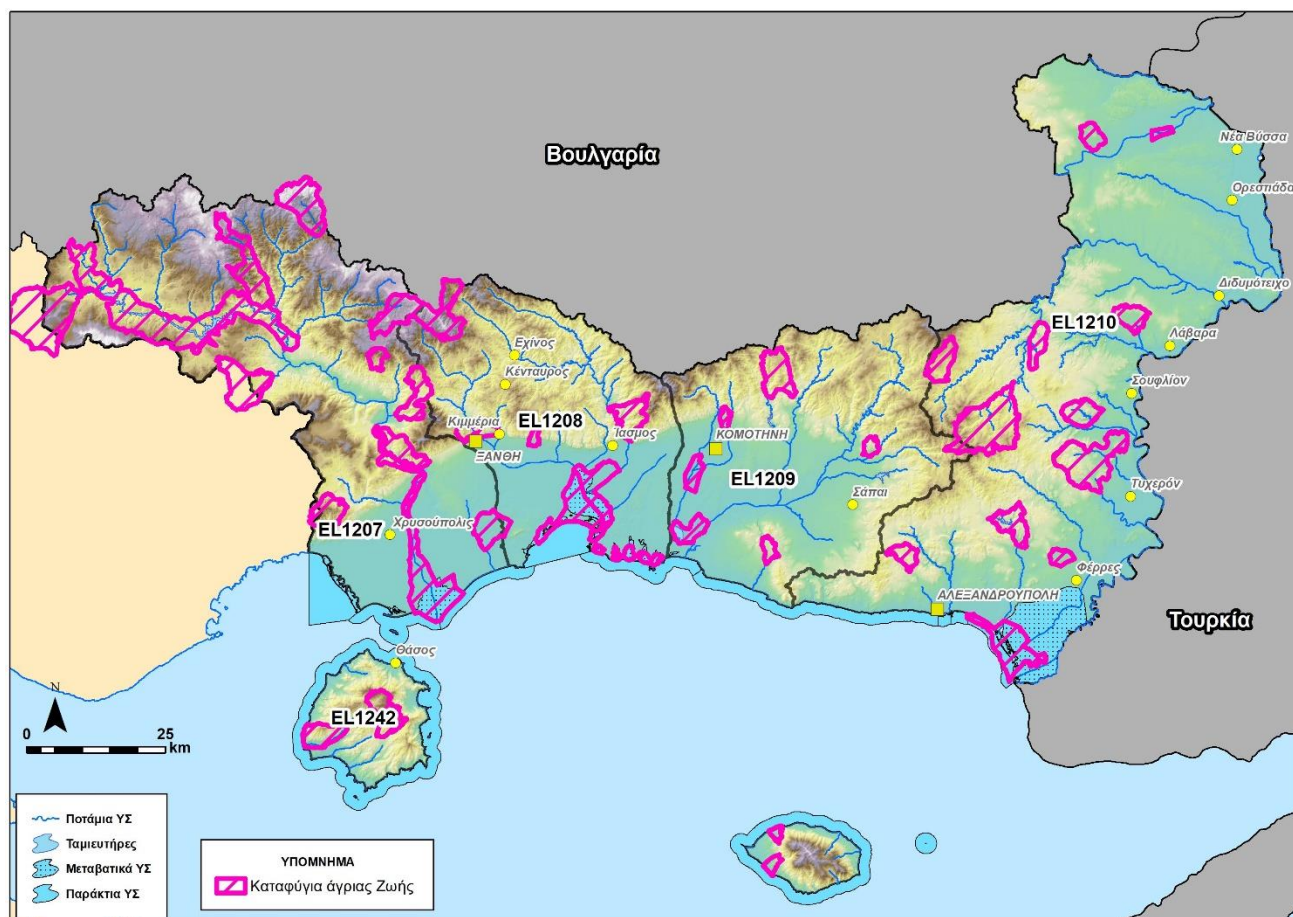 Βουλγαρία
Νέα Βύσσα
Ορεστιάδα
Διδυμότειχο
EL1210
Λάβαρα
Εχίνος
Σουφλίον
Κένταυρος
Κιμμέρια
EL1208
ΞΑΝΘΗ
Ίασμος
ΚΟΜΟΤΗΝΗ
EL1209
Σάπαι
Τυχερόν
EL1207
Χρυσούπολις
Φέρρες
ΑΛΕΞΑΝΔΡΟΥΠΟΛΗ
Τουρκία
Θάσος
N
EL1242
0 25
km
Ποτάμια ΥΣ
Ταμιευτήρες
Μεταβατικά ΥΣ
Παράκτια ΥΣ
ΥΠΟΜΝΗΜΑ
Καταφύγια άγριας Ζωής